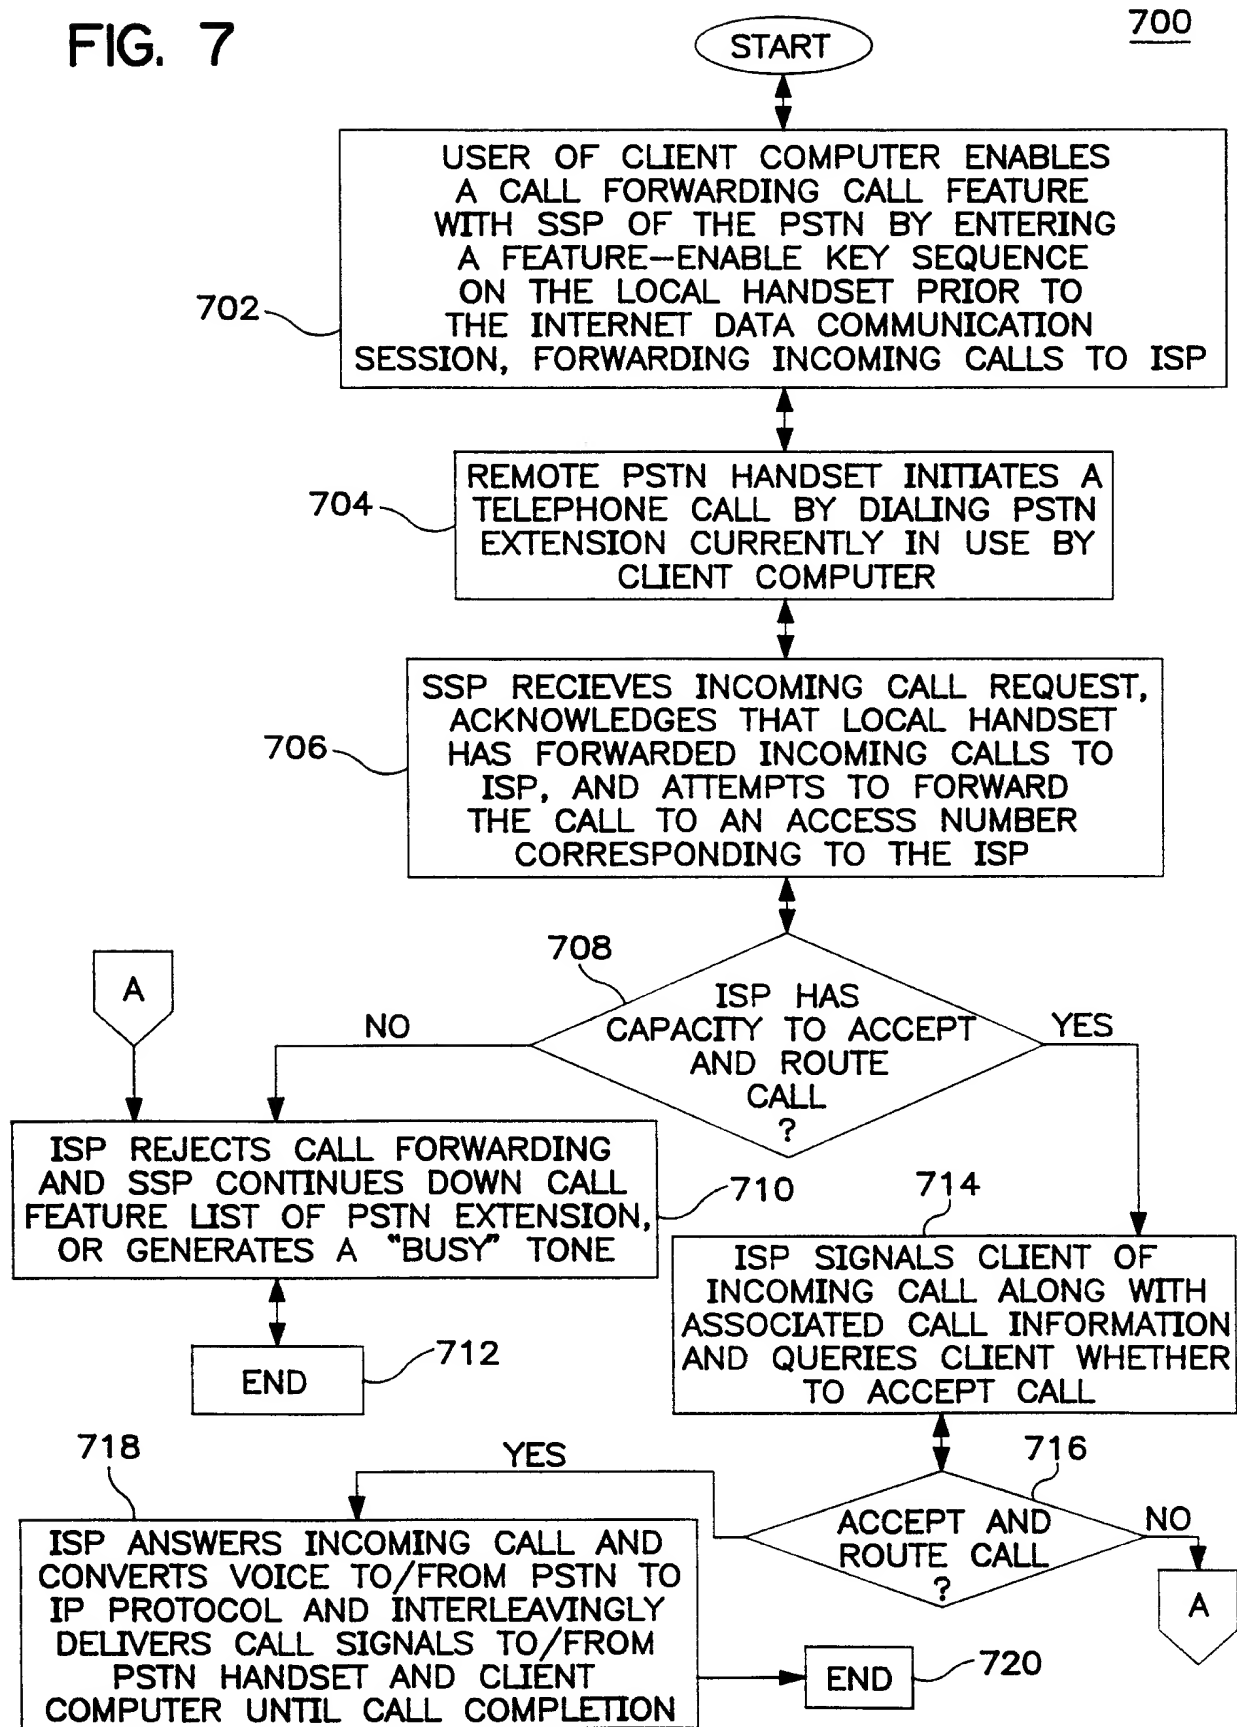 FIG. 7
700
START
USER OF CLIENT COMPUTER ENABLES
A CALL FORWARDING CALL FEATURE
WITH SSP OF THE PSTN BY ENTERING
A FEATURE–ENABLE KEY SEQUENCE
ON THE LOCAL HANDSET PRIOR TO
THE INTERNET DATA COMMUNICATION
SESSION, FORWARDING INCOMING CALLS TO ISP
702
REMOTE PSTN HANDSET INITIATES A
TELEPHONE CALL BY DIALING PSTN
EXTENSION CURRENTLY IN USE BY
CLIENT COMPUTER
704
SSP RECIEVES INCOMING CALL REQUEST,
ACKNOWLEDGES THAT LOCAL HANDSET
HAS FORWARDED INCOMING CALLS TO
ISP, AND ATTEMPTS TO FORWARD
THE CALL TO AN ACCESS NUMBER
CORRESPONDING TO THE ISP
706
708
ISP HAS
CAPACITY TO ACCEPT
AND ROUTE
CALL
?
NO
YES
A
ISP REJECTS CALL FORWARDING
AND SSP CONTINUES DOWN CALL
FEATURE LIST OF PSTN EXTENSION,
OR GENERATES A "BUSY" TONE
710
END
712
714
ISP SIGNALS CLIENT OF
INCOMING CALL ALONG WITH
ASSOCIATED CALL INFORMATION
AND QUERIES CLIENT WHETHER
TO ACCEPT CALL
716
ACCEPT AND
ROUTE CALL
?
YES
NO
A
718
ISP ANSWERS INCOMING CALL AND
CONVERTS VOICE TO/FROM PSTN TO
IP PROTOCOL AND INTERLEAVINGLY
DELIVERS CALL SIGNALS TO/FROM
PSTN HANDSET AND CLIENT
COMPUTER UNTIL CALL COMPLETION
END
720